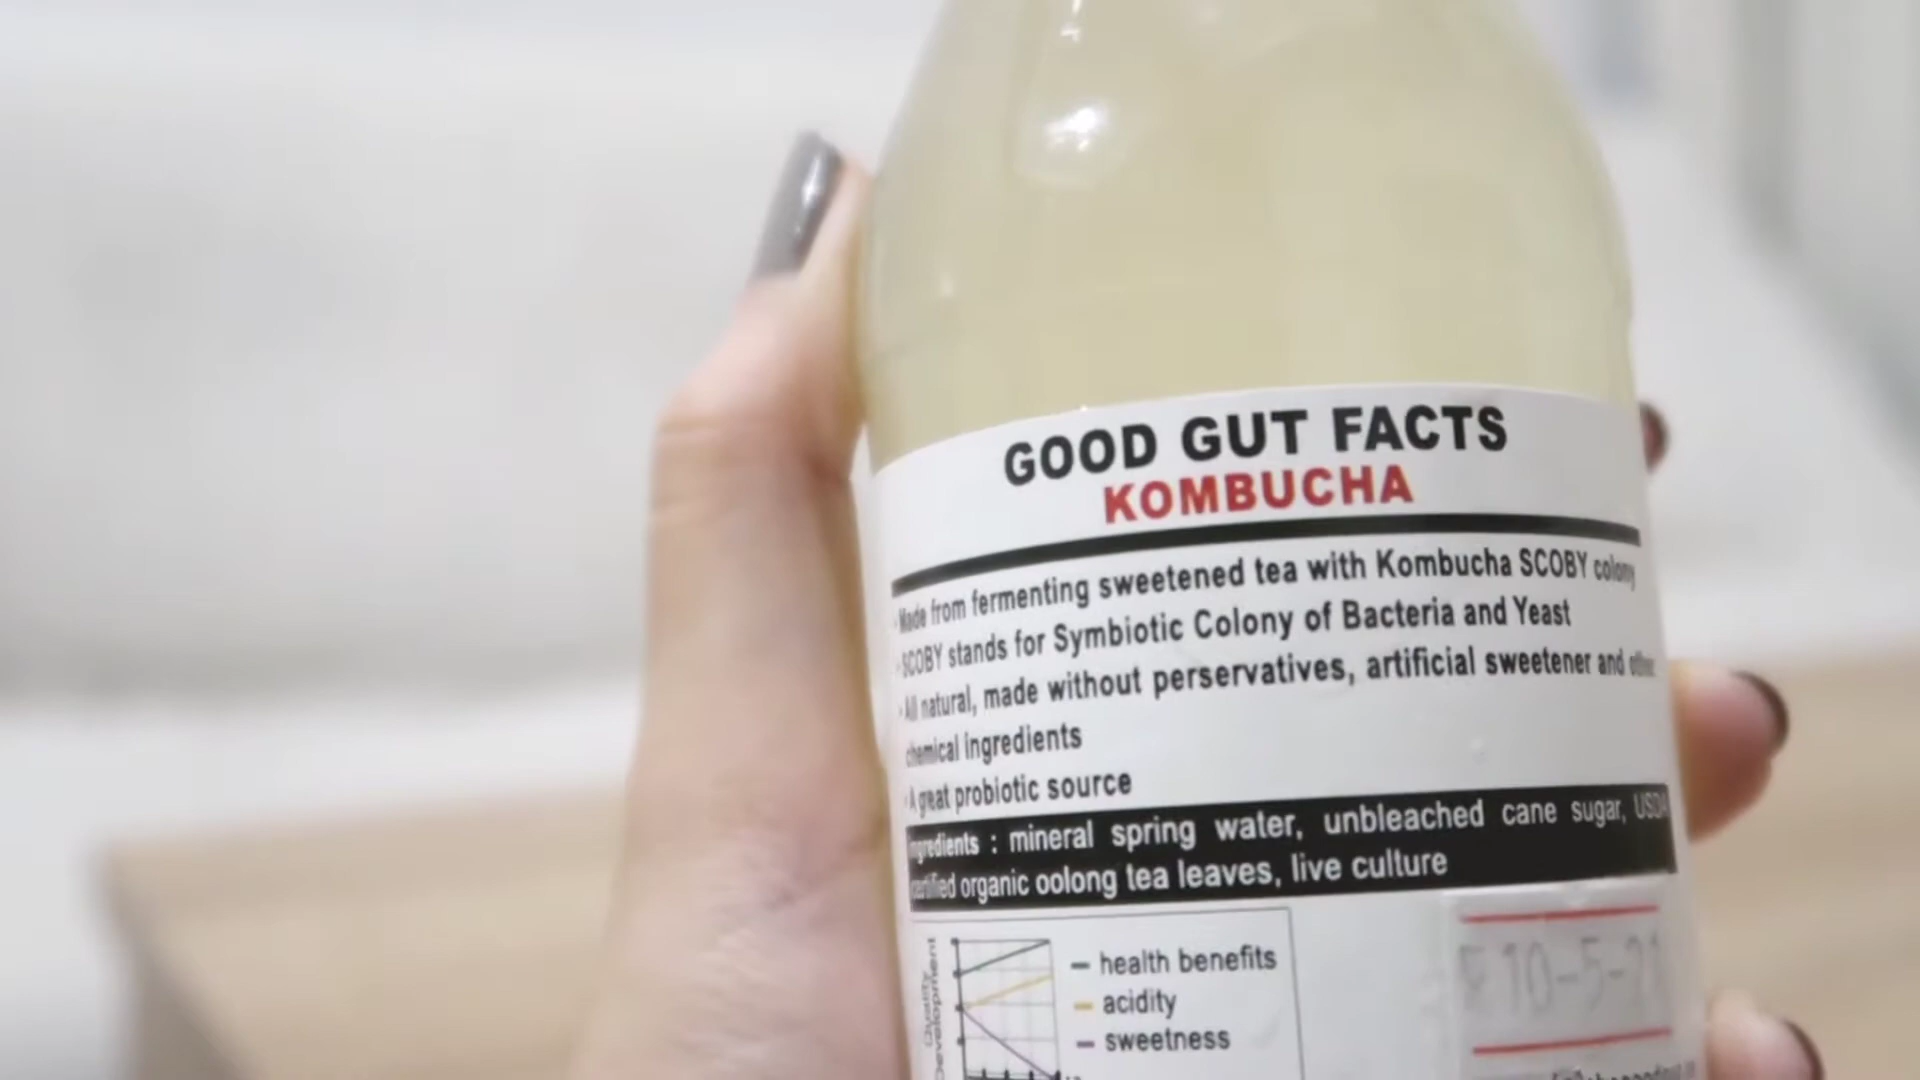 GOOD GUT FACTS
KOMBUCHA
· Made from fermenting sweetened tea with Kombucha SCOBY colony
· SCOBY stands for Symbiotic Colony of Bacteria and Yeast
· All natural, made without perservatives, artificial sweetener and other
chemical ingredients
· A great probiotic source
Ingredients : mineral spring water, unbleached cane sugar, USDA
certified organic oolong tea leaves, live culture
Quality
Development
health benefits
acidity
sweetness